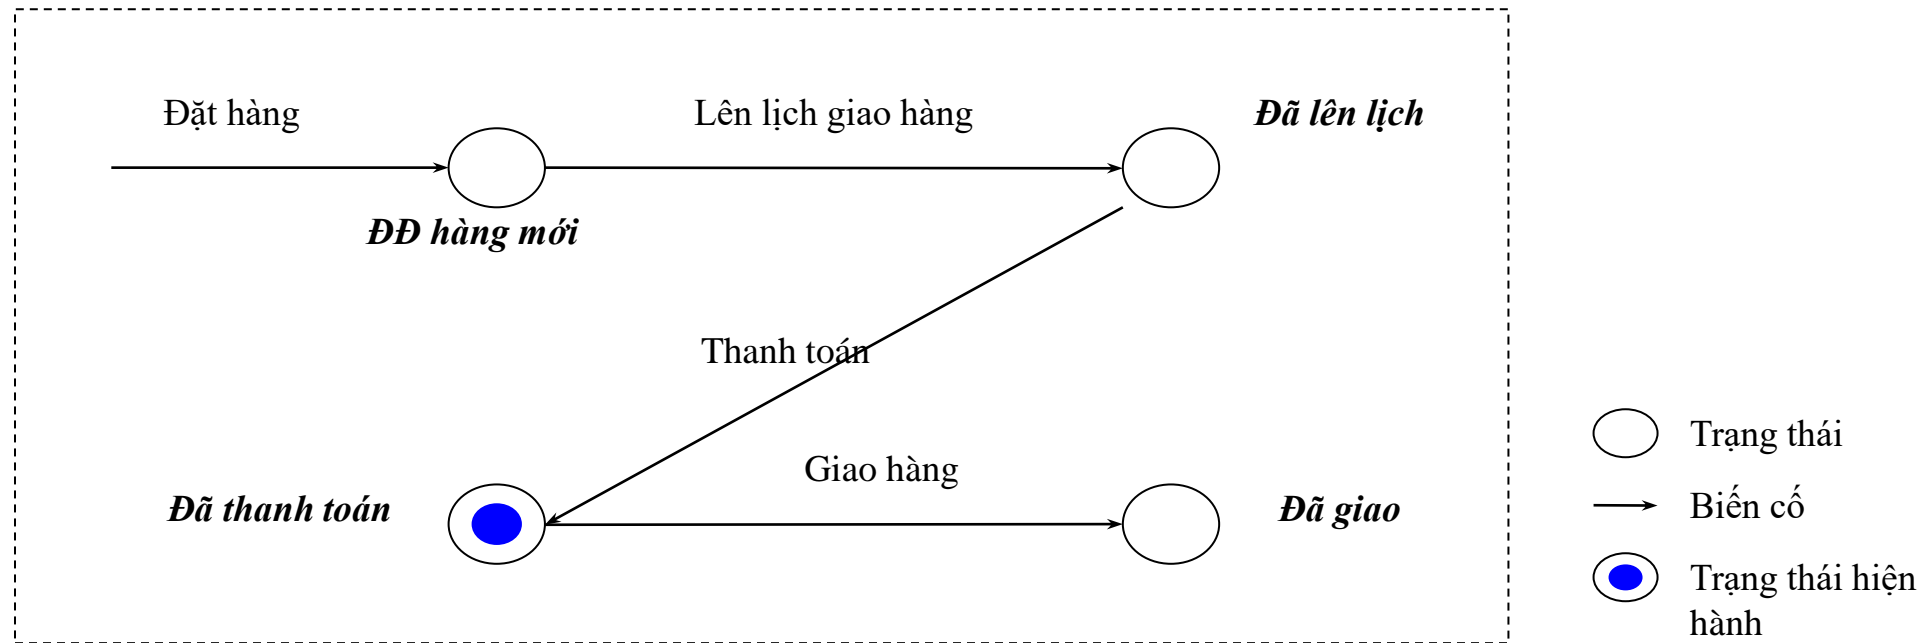 Đặt hàng
Lên lịch giao hàng
Đã lên lịch
ĐĐ hàng mới
Thanh toán
Giao hàng
Đã thanh toán
Đã giao
Trạng thái
Biến cố
Trạng thái hiện
hành